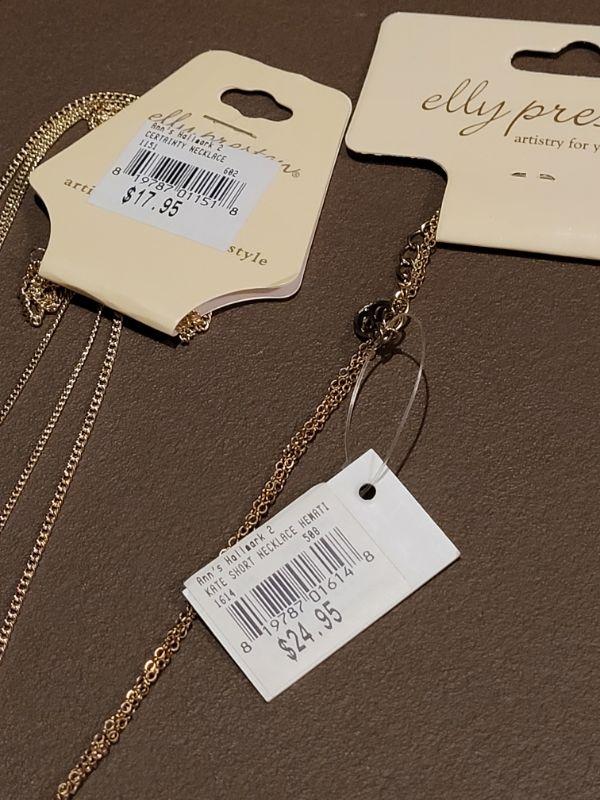 elly preston®
Ann's Hallmark 2
CERTAINTY NECKLACE
1151 602
8 19787 01151 8
$17.95
arti
style
elly pres
artistry for y
Ann's Hallmark 2
KATE SHORT NECKLACE HEMATI
1614 508
8 19787 01614 8
$24.95